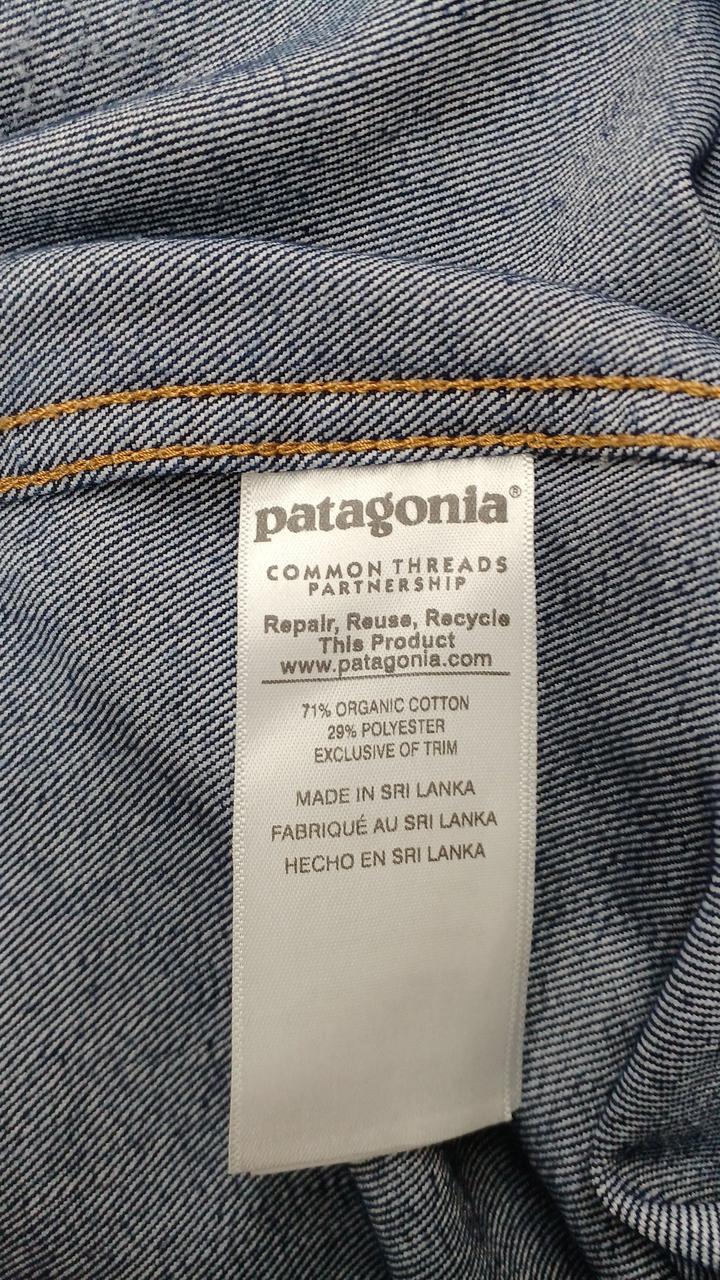 patagonia®
COMMON THREADS
PARTNERSHIP
Repair, Reuse, Recycle
This Product
www.patagonia.com
71% ORGANIC COTTON
29% POLYESTER
EXCLUSIVE OF TRIM
MADE IN SRI LANKA
FABRIQUÉ AU SRI LANKA
HECHO EN SRI LANKA